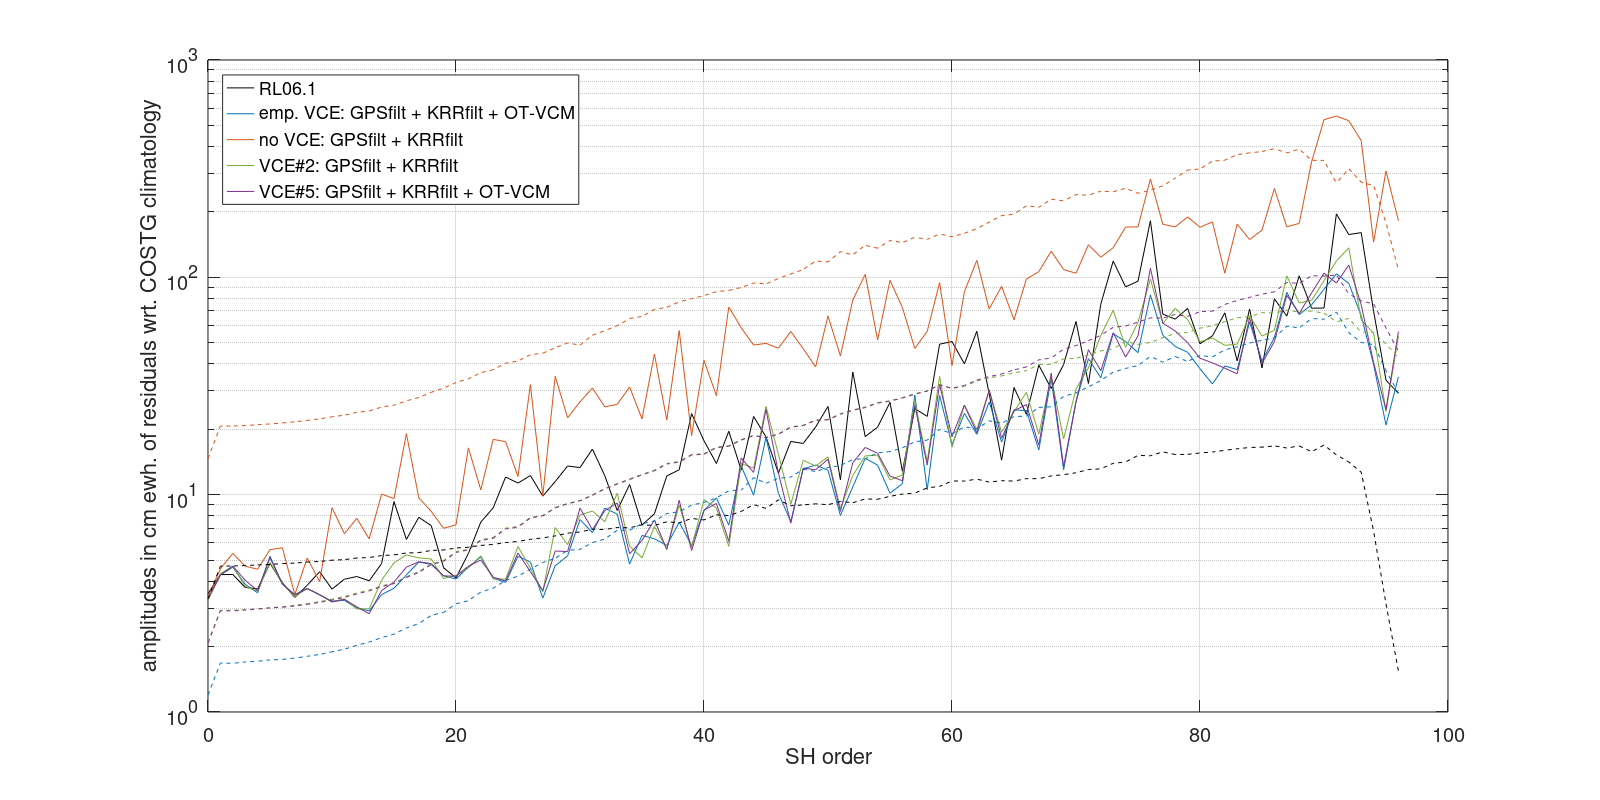 10^3
10^2
10^1
10^0
amplitudes in cm ewh. of residuals wrt. COSTG climatology
RL06.1
emp. VCE: GPSfilt + KRRfilt + OT-VCM
no VCE: GPSfilt + KRRfilt
VCE#2: GPSfilt + KRRfilt
VCE#5: GPSfilt + KRRfilt + OT-VCM
0 20 40 60 80 100
SH order